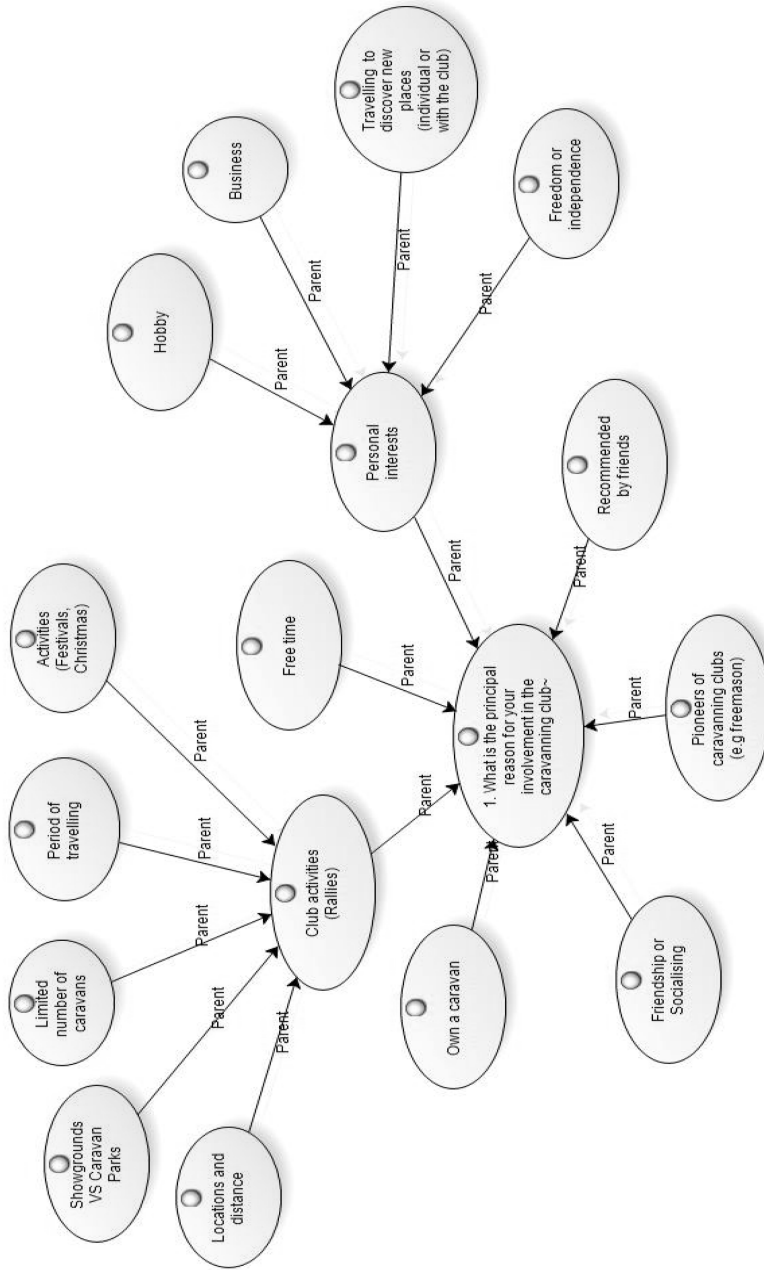 Showgrounds
VS Caravan
Parks
Limited
number of
caravans
Period of
travelling
Activities
(Festivals,
Christmas)
Locations and
distance
Parent
Parent
Parent
Parent
Parent
Club activities
(Rallies)
Hobby
Business
Travelling to
discover new
places
(individual or
with the club)
Freedom or
independence
Parent
Parent
Parent
Parent
Personal
interests
Free time
Own a caravan
Parent
Parent
Parent
Parent
1. What is the principal
reason for your
involvement in the
caravanning club~
Parent
Parent
Parent
Friendship or
Socialising
Pioneers of
caravanning clubs
(e.g freemason)
Recommended
by friends